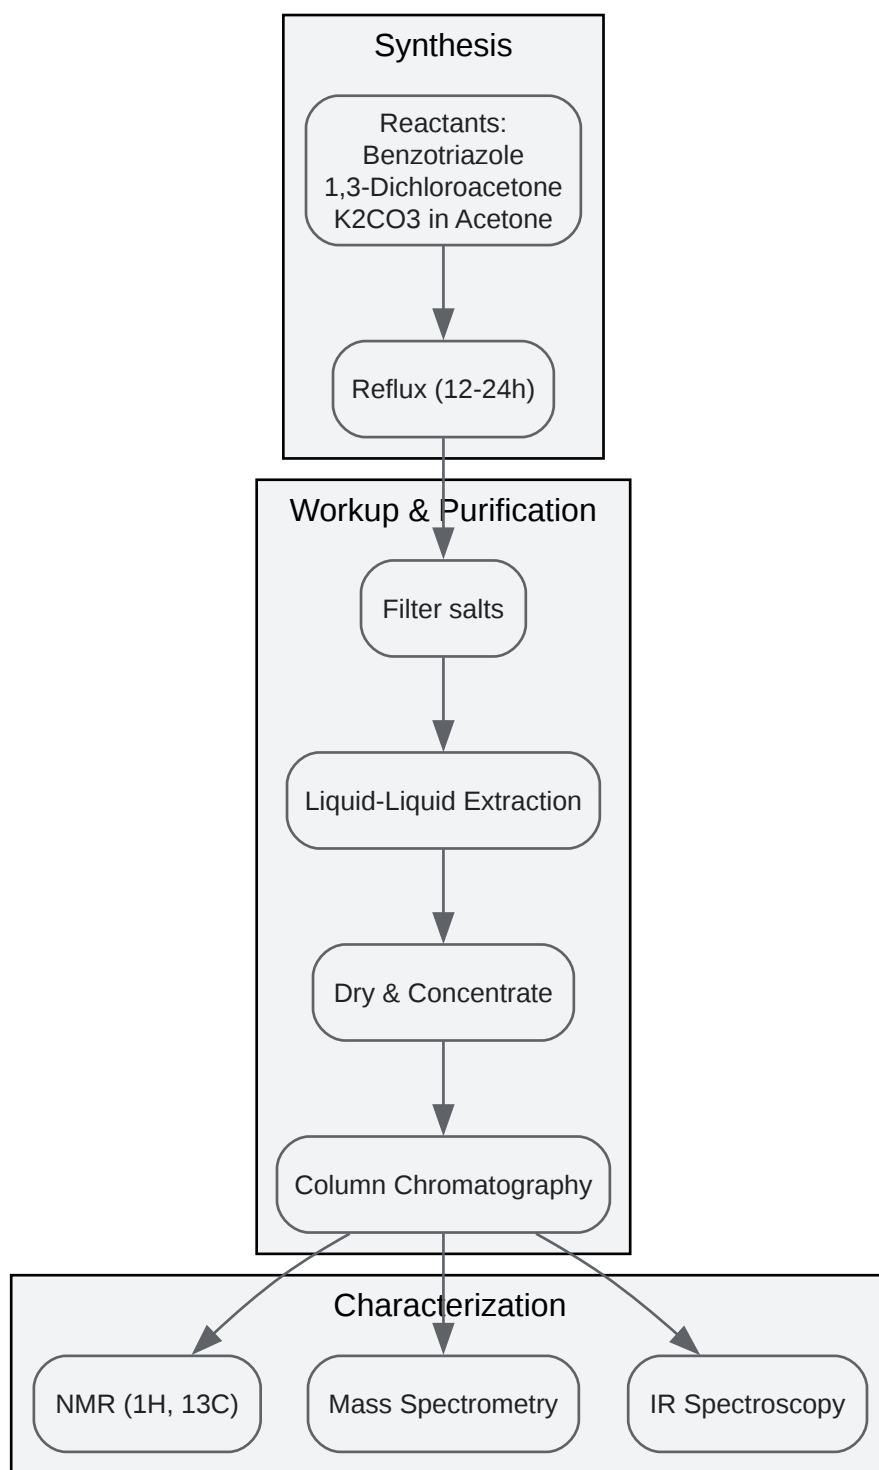 Synthesis
Reactants:
Benzotriazole
1,3-Dichloroacetone
K2CO3 in Acetone
Reflux (12-24h)
Workup & Purification
Filter salts
Liquid-Liquid Extraction
Dry & Concentrate
Column Chromatography
Characterization
NMR (1H, 13C)
Mass Spectrometry
IR Spectroscopy